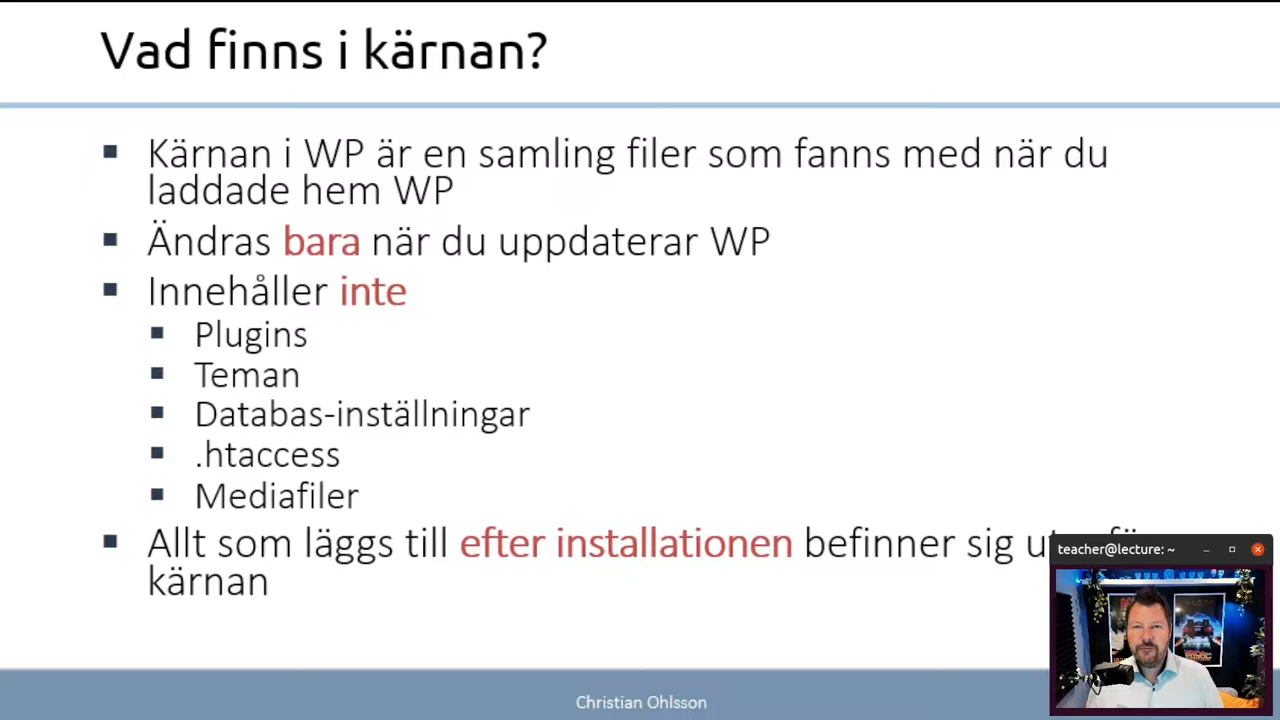 Vad finns i kärnan?
Kärnan i WP är en samling filer som fanns med när du
laddade hem WP
Ändras bara när du uppdaterar WP
Innehåller inte
Plugins
Teman
Databas-inställningar
.htaccess
Mediafiler
Allt som läggs till efter installationen befinner sig
kärnan
teacher@lecture: ~
Christian Ohlsson